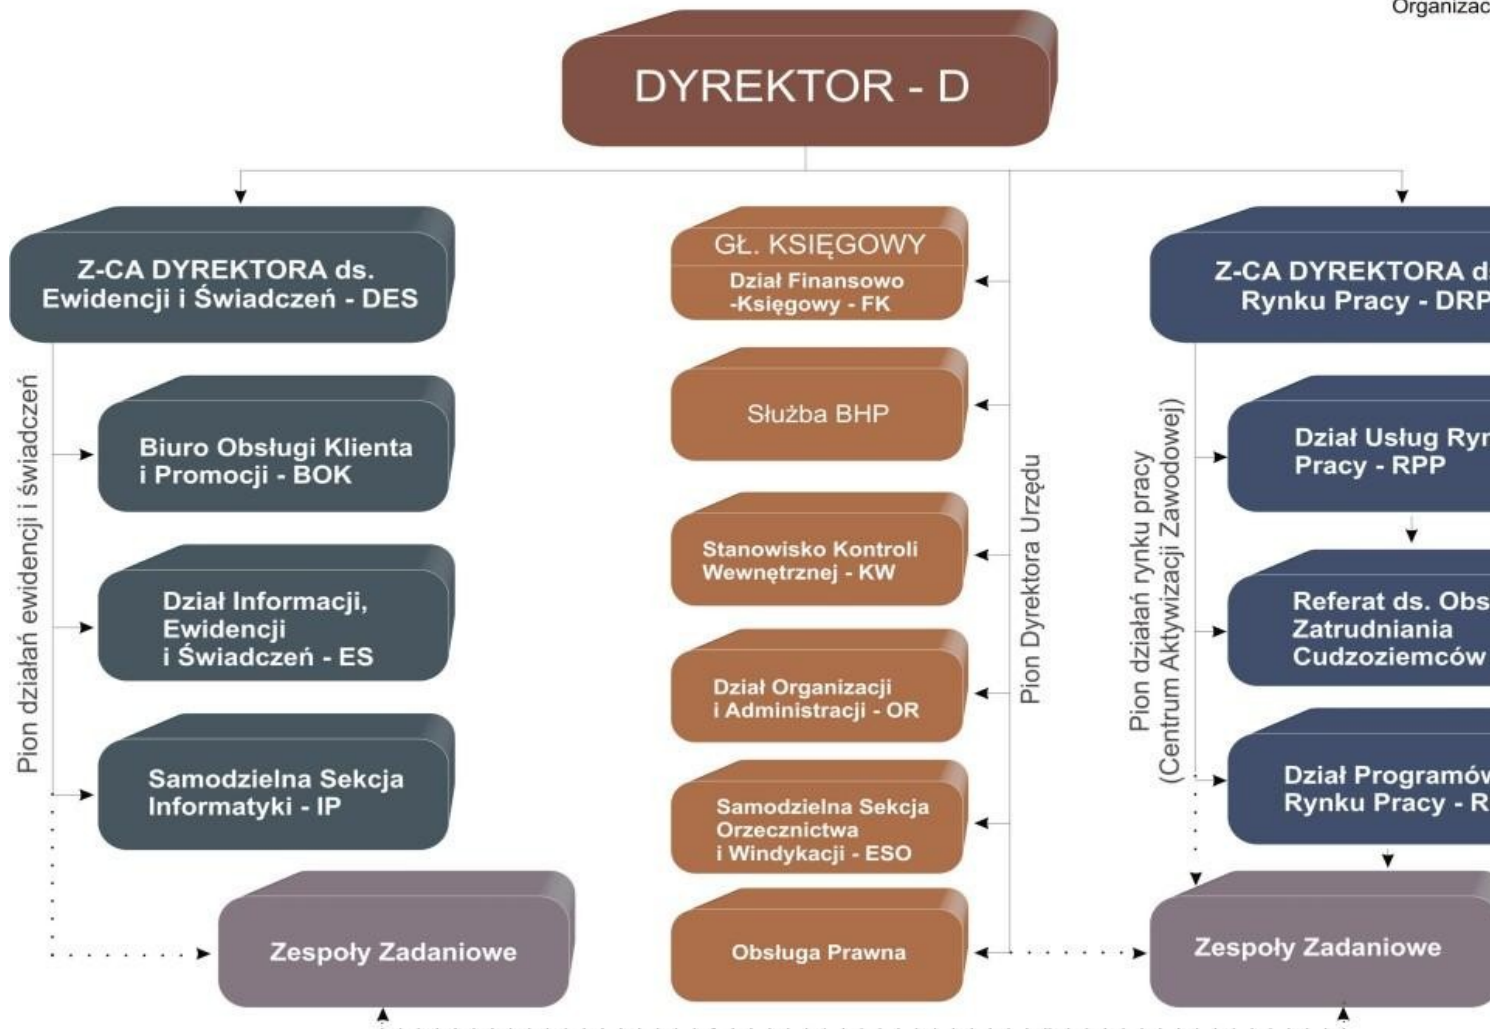 Organizac
DYREKTOR - D
Z-CA DYREKTORA ds.
Ewidencji i Świadczeń - DES
Pion działań ewidencji i świadczeń
Biuro Obsługi Klienta
i Promocji - BOK
Dział Informacji,
Ewidencji
i Świadczeń - ES
Samodzielna Sekcja
Informatyki - IP
Zespoły Zadaniowe
GŁ. KSIĘGOWY
Dział Finansowo
-Księgowy - FK
Służba BHP
Stanowisko Kontroli
Wewnętrznej - KW
Dział Organizacji
i Administracji - OR
Samodzielna Sekcja
Orzecznictwa
i Windykacji - ESO
Obsługa Prawna
Pion Dyrektora Urzędu
Z-CA DYREKTORA ds
Rynku Pracy - DRP
Pion działań rynku pracy
(Centrum Aktywizacji Zawodowej)
Dział Usług Ryn
Pracy - RPP
Referat ds. Obs
Zatrudniania
Cudzoziemców
Dział Programów
Rynku Pracy - R
Zespoły Zadaniowe